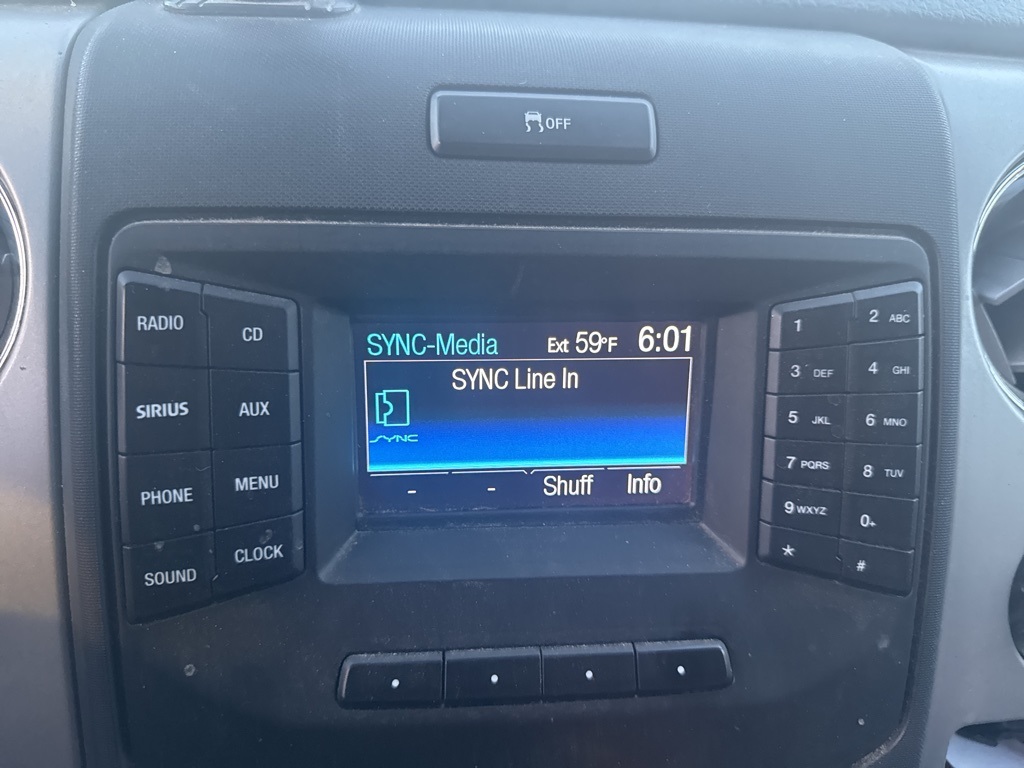 OFF
RADIO
CD
SIRIUS
AUX
PHONE
MENU
SOUND
CLOCK
SYNC-Media Ext 59°F 6:01
SYNC Line In
SYNC
- - Shuff Info
1
2 ABC
3 DEF
4 GHI
5 JKL
6 MNO
7 PQRS
8 TUV
9 WXYZ
0+
*
#